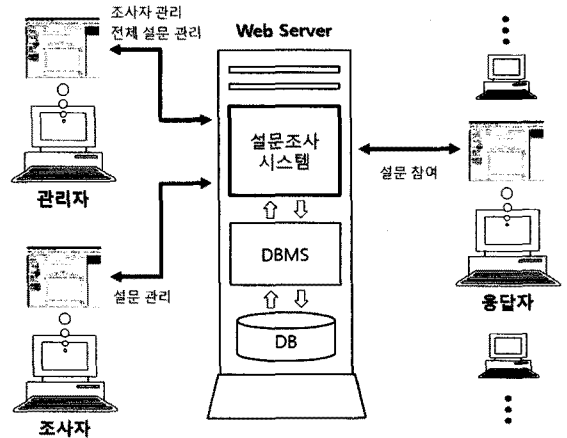 조사자 관리
전체 설문 관리
Web Server
설문조사
시스템
관리자
설문 참여
DBMS
설문 관리
응답자
DB
조사자